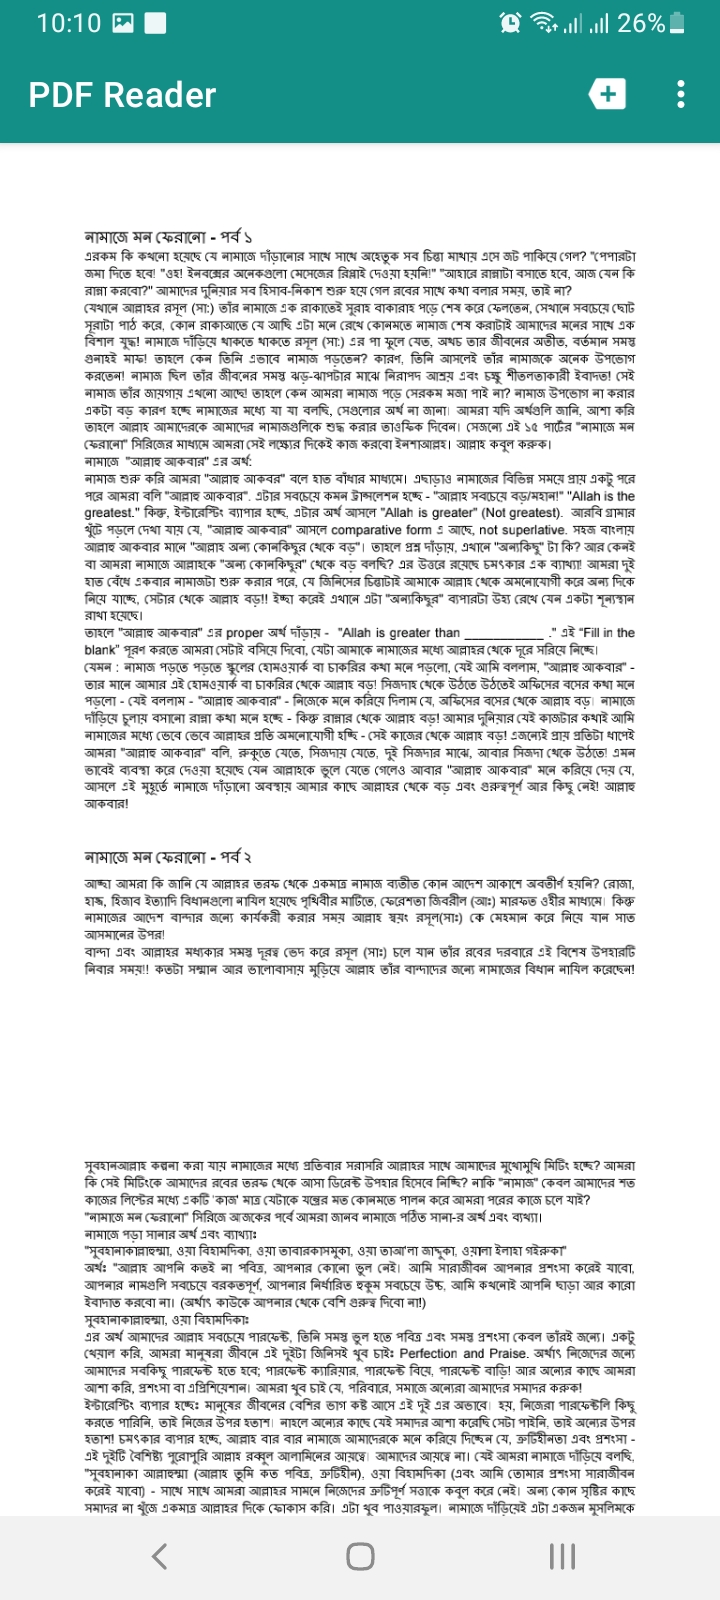 10:10
26%
PDF Reader
নামাজে মন ফেরানো - পর্ব ১
এরকম কি কখনো হয়েছে যে নামাজে দাঁড়ানোর সাথে সাথে অহেতুক সব চিন্তা মাথায় এসে জট পাকিয়ে গেল? "পেপারটা
জমা দিতে হবে! "ওহ! ইনবক্সের অনেকগুলো মেসেজের রিপ্লাই দেওয়া হয়নি!" "আহারে রান্নাটা বসাতে হবে, আজ যেন কি
রান্না করবো?" আমাদের দুনিয়ার সব হিসাব-নিকাশ শুরু হয়ে গেল রবের সাথে কথা বলার সময়, তাই না?
যেখানে আল্লাহর রসূল (সা:) তাঁর নামাজে এক রাকাতেই সুরাহ বাকারাহ পড়ে শেষ করে ফেলতেন, সেখানে সবচেয়ে ছোট
সূরাটা পাঠ করে, কোন রাকাআতে যে আছি এটা মনে রেখে কোনমতে নামাজ শেষ করাটাই আমাদের মনের সাথে এক
বিশাল যুদ্ধ! নামাজে দাঁড়িয়ে থাকতে থাকতে রসূল (সা:) এর পা ফুলে যেত, অথচ তার জীবনের অতীত, বর্তমান সমস্ত
গুনাহই মাফ! তাহলে কেন তিনি এভাবে নামাজ পড়তেন? কারণ, তিনি আসলেই তাঁর নামাজকে অনেক উপভোগ
করতেন! নামাজ ছিল তাঁর জীবনের সমস্ত ঝড়-ঝাপটার মাঝে নিরাপদ আশ্রয় এবং চক্ষু শীতলতাকারী ইবাদত! সেই
নামাজ তাঁর জায়গায় এখনো আছে! তাহলে কেন আমরা নামাজ পড়ে সেরকম মজা পাই না? নামাজ উপভোগ না করার
একটা বড় কারণ হচ্ছে নামাজের মধ্যে যা যা বলছি, সেগুলোর অর্থ না জানা। আমরা যদি অর্থগুলি জানি, আশা করি
তাহলে আল্লাহ আমাদেরকে আমাদের নামাজগুলিকে শুদ্ধ করার তাওফিক দিবেন। সেজন্যে এই ১৫ পার্টের "নামাজে মন
ফেরানো" সিরিজের মাধ্যমে আমরা সেই লক্ষ্যের দিকেই কাজ করবো ইনশাআল্লহ। আল্লাহ কবুল করুক।
নামাজে "আল্লাহু আকবার" এর অর্থ:
নামাজ শুরু করি আমরা "আল্লাহু আকবর" বলে হাত বাঁধার মাধ্যমে। এছাড়াও নামাজের বিভিন্ন সময়ে প্রায় একটু পরে
পরে আমরা বলি "আল্লাহু আকবার". এটার সবচেয়ে কমন ট্রান্সলেশন হচ্ছে - "আল্লাহ সবচেয়ে বড়/মহান!" "Allah is the
greatest." কিন্তু, ইন্টারেস্টিং ব্যাপার হচ্ছে, এটার অর্থ আসলে "Allah is greater" (Not greatest). আরবি গ্রামার
খুঁটে পড়লে দেখা যায় যে, "আল্লাহু আকবার" আসলে comparative form এ আছে, not superlative. সহজ বাংলায়
আল্লাহু আকবার মানে "আল্লাহ অন্য কোনকিছুর থেকে বড়"। তাহলে প্রশ্ন দাঁড়ায়, এখানে "অন্যকিছু" টা কি? আর কেনই
বা আমরা নামাজে আল্লাহকে "অন্য কোনকিছুর" থেকে বড় বলছি? এর উত্তরে রয়েছে চমৎকার এক ব্যাখ্যা! আমরা দুই
হাত বেঁধে একবার নামাজটা শুরু করার পরে, যে জিনিসের চিন্তাটাই আমাকে আল্লাহ থেকে অমনোযোগী করে অন্য দিকে
নিয়ে যাচ্ছে, সেটার থেকে আল্লাহ বড়!! ইচ্ছা করেই এখানে এটা "অন্যকিছুর" ব্যপারটা উহ্য রেখে যেন একটা শূন্যস্থান
রাখা হয়েছে।
তাহলে "আল্লাহু আকবার" এর proper অর্থ দাঁড়ায় - "Allah is greater than ____________ ." এই “Fill in the
blank” পূরণ করতে আমরা সেটাই বসিয়ে দিবো, যেটা আমাকে নামাজের মধ্যে আল্লাহর থেকে দূরে সরিয়ে নিচ্ছে।
যেমন : নামাজ পড়তে পড়তে স্কুলের হোমওয়ার্ক বা চাকরির কথা মনে পড়লো, যেই আমি বললাম, "আল্লাহু আকবার" -
তার মানে আমার এই হোমওয়ার্ক বা চাকরির থেকে আল্লাহ বড়! সিজদাহ থেকে উঠতে উঠতেই অফিসের বসের কথা মনে
পড়লো - যেই বললাম - "আল্লাহু আকবার" - নিজেকে মনে করিয়ে দিলাম যে, অফিসের বসের থেকে আল্লাহ বড়। নামাজে
দাঁড়িয়ে চুলায় বসানো রান্না কথা মনে হচ্ছে - কিন্তু রান্নার থেকে আল্লাহ বড়! আমার দুনিয়ার যেই কাজটার কথাই আমি
নামাজের মধ্যে ভেবে ভেবে আল্লাহর প্রতি অমনোযোগী হচ্ছি - সেই কাজের থেকে আল্লাহ বড়! এজন্যেই প্রায় প্রতিটা ধাপেই
আমরা "আল্লাহু আকবার" বলি, রুকুতে যেতে, সিজদায় যেতে, দুই সিজদার মাঝে, আবার সিজদা থেকে উঠতে! এমন
ভাবেই ব্যবস্থা করে দেওয়া হয়েছে যেন আল্লাহকে ভুলে যেতে গেলেও আবার "আল্লাহু আকবার" মনে করিয়ে দেয় যে,
আসলে এই মুহূর্তে নামাজে দাঁড়ানো অবস্থায় আমার কাছে আল্লাহর থেকে বড় এবং গুরুত্বপূর্ণ আর কিছু নেই! আল্লাহু
আকবার!
নামাজে মন ফেরানো - পর্ব ২
আচ্ছা আমরা কি জানি যে আল্লাহর তরফ থেকে একমাত্র নামাজ ব্যতীত কোন আদেশ আকাশে অবতীর্ণ হয়নি? রোজা,
হাজ্জ, হিজাব ইত্যাদি বিধানগুলো নাযিল হয়েছে পৃথিবীর মাটিতে, ফেরেশতা জিবরীল (আঃ) মারফত ওহীর মাধ্যমে। কিন্তু
নামাজের আদেশ বান্দার জন্যে কার্যকরী করার সময় আল্লাহ স্বয়ং রসূল(সাঃ) কে মেহমান করে নিয়ে যান সাত
আসমানের উপর!
বান্দা এবং আল্লাহর মধ্যকার সমস্ত দূরত্ব ভেদ করে রসূল (সাঃ) চলে যান তাঁর রবের দরবারে এই বিশেষ উপহারটি
নিবার সময়!! কতটা সম্মান আর ভালোবাসায় মুড়িয়ে আল্লাহ তাঁর বান্দাদের জন্যে নামাজের বিধান নাযিল করেছেন!
সুবহানআল্লাহ কল্পনা করা যায় নামাজের মধ্যে প্রতিবার সরাসরি আল্লাহর সাথে আমাদের মুখোমুখি মিটিং হচ্ছে? আমরা
কি সেই মিটিংকে আমাদের রবের তরফ থেকে আসা ডিরেক্ট উপহার হিসেবে নিচ্ছি? নাকি "নামাজ" কেবল আমাদের শত
কাজের লিস্টের মধ্যে একটি 'কাজ' মাত্র যেটাকে যন্ত্রের মত কোনমতে পালন করে আমরা পরের কাজে চলে যাই?
"নামাজে মন ফেরানো" সিরিজে আজকের পর্বে আমরা জানব নামাজে পঠিত সানা-র অর্থ এবং ব্যখ্যা।
নামাজে পড়া সানার অর্থ এবং ব্যাখ্যাঃ
"সুবহানাকাল্লাহুম্মা, ওয়া বিহামদিকা, ওয়া তাবারকাসমুকা, ওয়া তাআ'লা জাদ্দুকা, ওয়ালা ইলাহা গইরুকা"
অর্থঃ "আল্লাহ আপনি কতই না পবিত্র, আপনার কোনো ভুল নেই। আমি সারাজীবন আপনার প্রশংসা করেই যাবো,
আপনার নামগুলি সবচেয়ে বরকতপূর্ণ, আপনার নির্ধারিত হুকুম সবচেয়ে উচ্চ, আমি কখনোই আপনি ছাড়া আর কারো
ইবাদাত করবো না। (অর্থাৎ কাউকে আপনার থেকে বেশি গুরুত্ব দিবো না!)
সুবহানাকাল্লাহুম্মা, ওয়া বিহামদিকাঃ
এর অর্থ আমাদের আল্লাহ সবচেয়ে পারফেক্ট, তিনি সমস্ত ভুল হতে পবিত্র এবং সমস্ত প্রশংসা কেবল তাঁরই জন্যে। একটু
খেয়াল করি, আমরা মানুষরা জীবনে এই দুইটা জিনিসই খুব চাইঃ Perfection and Praise. অর্থাৎ নিজেদের জন্যে
আমাদের সবকিছু পারফেক্ট হতে হবে; পারফেক্ট ক্যারিয়ার, পারফেক্ট বিয়ে, পারফেক্ট বাড়ি! আর অন্যের কাছে আমরা
আশা করি, প্রশংসা বা এপ্রিশিয়েশান। আমরা খুব চাই যে, পরিবারে, সমাজে অন্যেরা আমাদের সমাদর করুক!
ইন্টারেস্টিং ব্যাপার হচ্ছেঃ মানুষের জীবনের বেশির ভাগ কষ্ট আসে এই দুই এর অভাবে। হয়, নিজেরা পারফেক্টলি কিছু
করতে পারিনি, তাই নিজের উপর হতাশ। নাহলে অন্যের কাছে যেই সমাদর আশা করেছি সেটা পাইনি, তাই অন্যের উপর
হতাশ! চমৎকার ব্যপার হচ্ছে, আল্লাহ বার বার নামাজে আমাদেরকে মনে করিয়ে দিচ্ছেন যে, ত্রুটিহীনতা এবং প্রশংসা -
এই দুইটি বৈশিষ্ট্য পুরোপুরি আল্লাহ রব্বুল আলামিনের আয়ত্বে। আমাদের আয়ত্বে না। যেই আমরা নামাজে দাঁড়িয়ে বলছি,
"সুবহানাকা আল্লাহুম্মা (আল্লাহ তুমি কত পবিত্র, ত্রুটিহীন), ওয়া বিহামদিকা (এবং আমি তোমার প্রশংসা সারাজীবন
করেই যাবো) - সাথে সাথে আমরা আল্লাহর সামনে নিজেদের ত্রুটিপূর্ণ সত্তাকে কবুল করে নেই। অন্য কোন সৃষ্টির কাছে
সমাদর না খুঁজে একমাত্র আল্লাহর দিকে ফোকাস করি। এটা খুব পাওয়ারফুল। নামাজে দাঁড়িয়েই এটা একজন মুসলিমকে